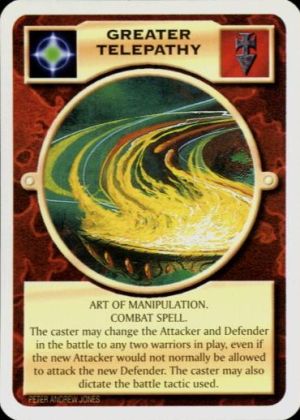 GREATER
TELEPATHY
ART OF MANIPULATION.
COMBAT SPELL.
The caster may change the Attacker and Defender
in the battle to any two warriors in play, even if
the new Attacker would not normally be allowed
to attack the new Defender. The caster may also
dictate the battle tactic used.
PETER ANDREW JONES